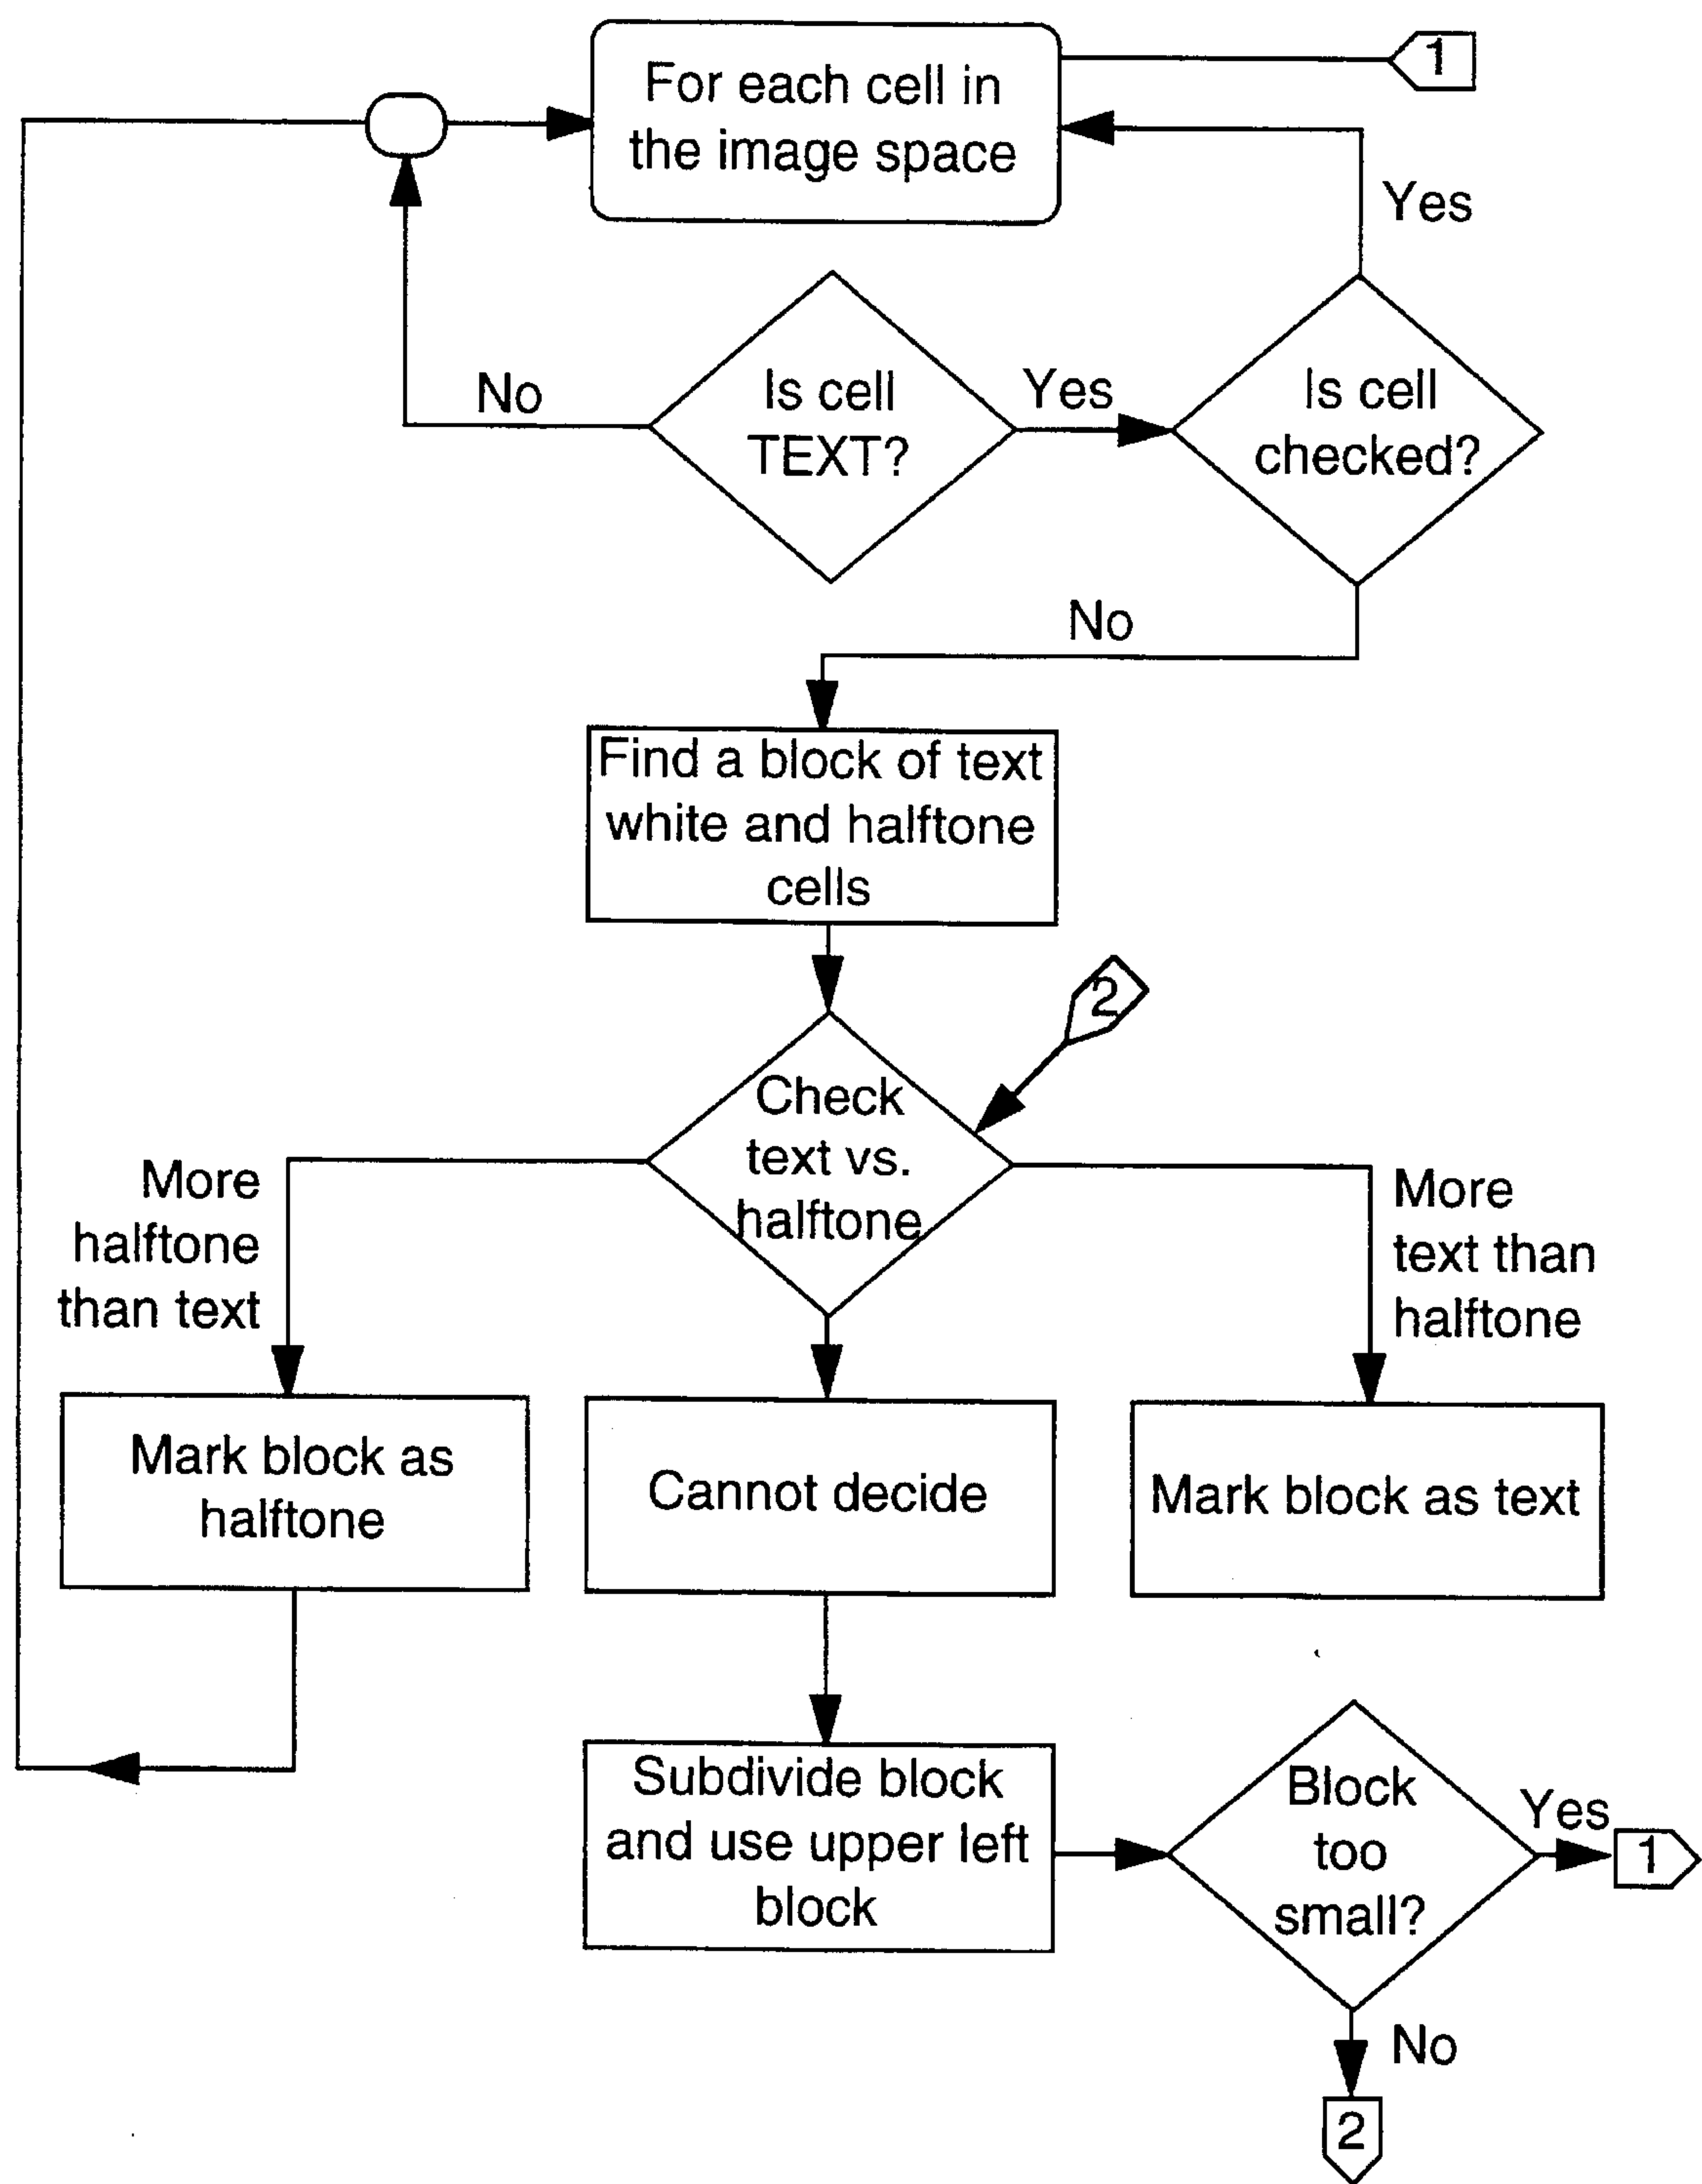 For each cell in
the image space
1
Yes
No
Is cell
TEXT?
Yes
Is cell
checked?
No
Find a block of text
white and halftone
cells
2
Check
text vs.
halftone
More
halftone
than text
More
text than
halftone
Mark block as
halftone
Cannot decide
Mark block as text
Subdivide block
and use upper left
block
Block
too
small?
Yes
1
No
2